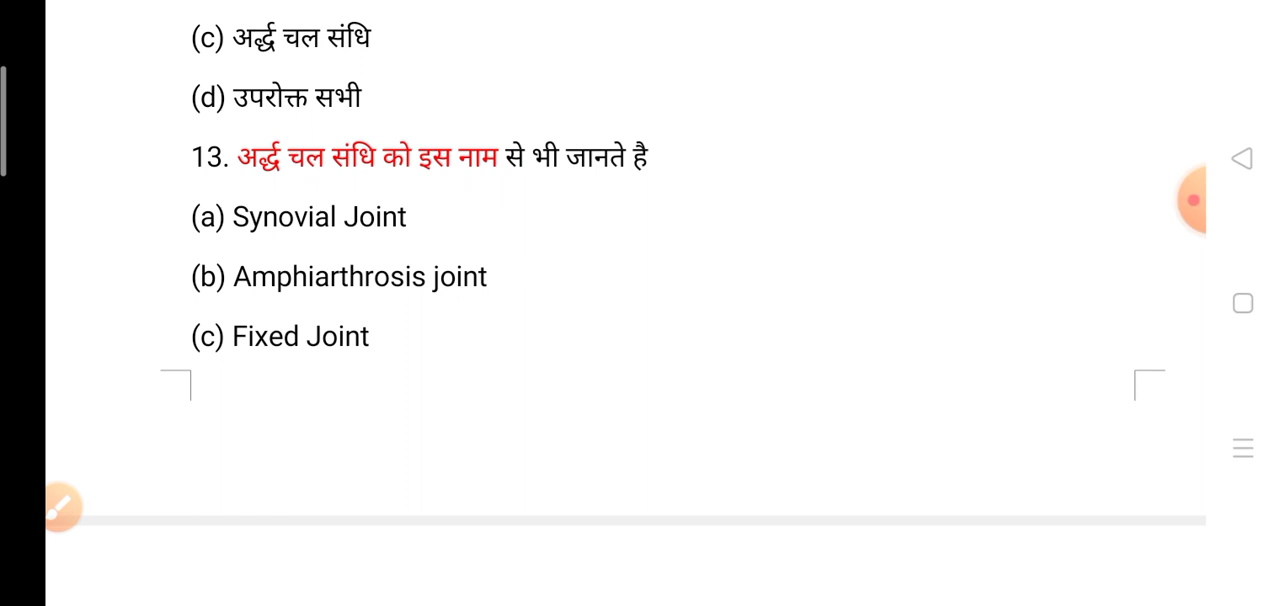 (c) अर्द्ध चल संधि
(d) उपरोक्त सभी
13. अर्द्ध चल संधि को इस नाम से भी जानते है
(a) Synovial Joint
(b) Amphiarthrosis joint
(c) Fixed Joint